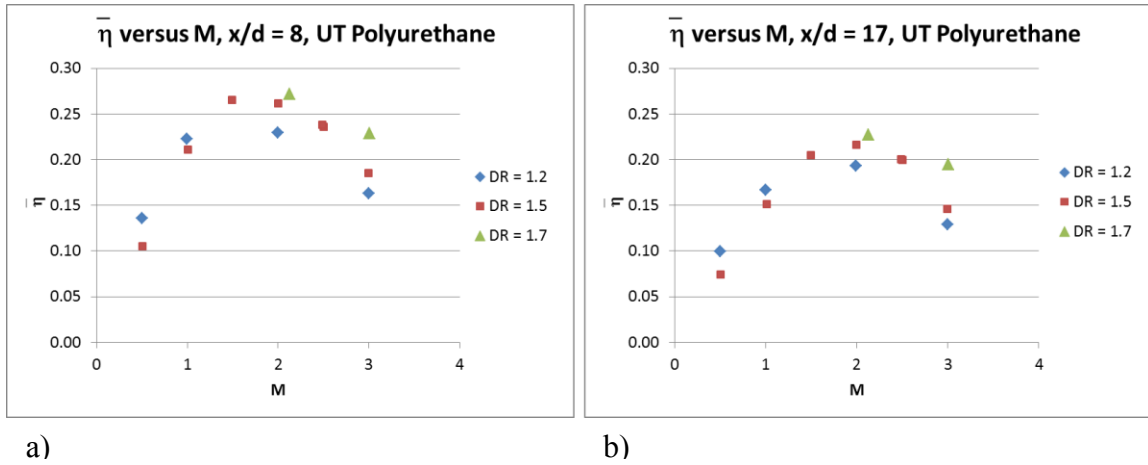 η̅ versus M, x/d = 8, UT Polyurethane
0.30
0.25
0.20
0.15
0.10
0.05
0.00
η̅
0 1 2 3 4
M
DR = 1.2
DR = 1.5
DR = 1.7
a)
η̅ versus M, x/d = 17, UT Polyurethane
0.30
0.25
0.20
0.15
0.10
0.05
0.00
η̅
0 1 2 3 4
M
DR = 1.2
DR = 1.5
DR = 1.7
b)